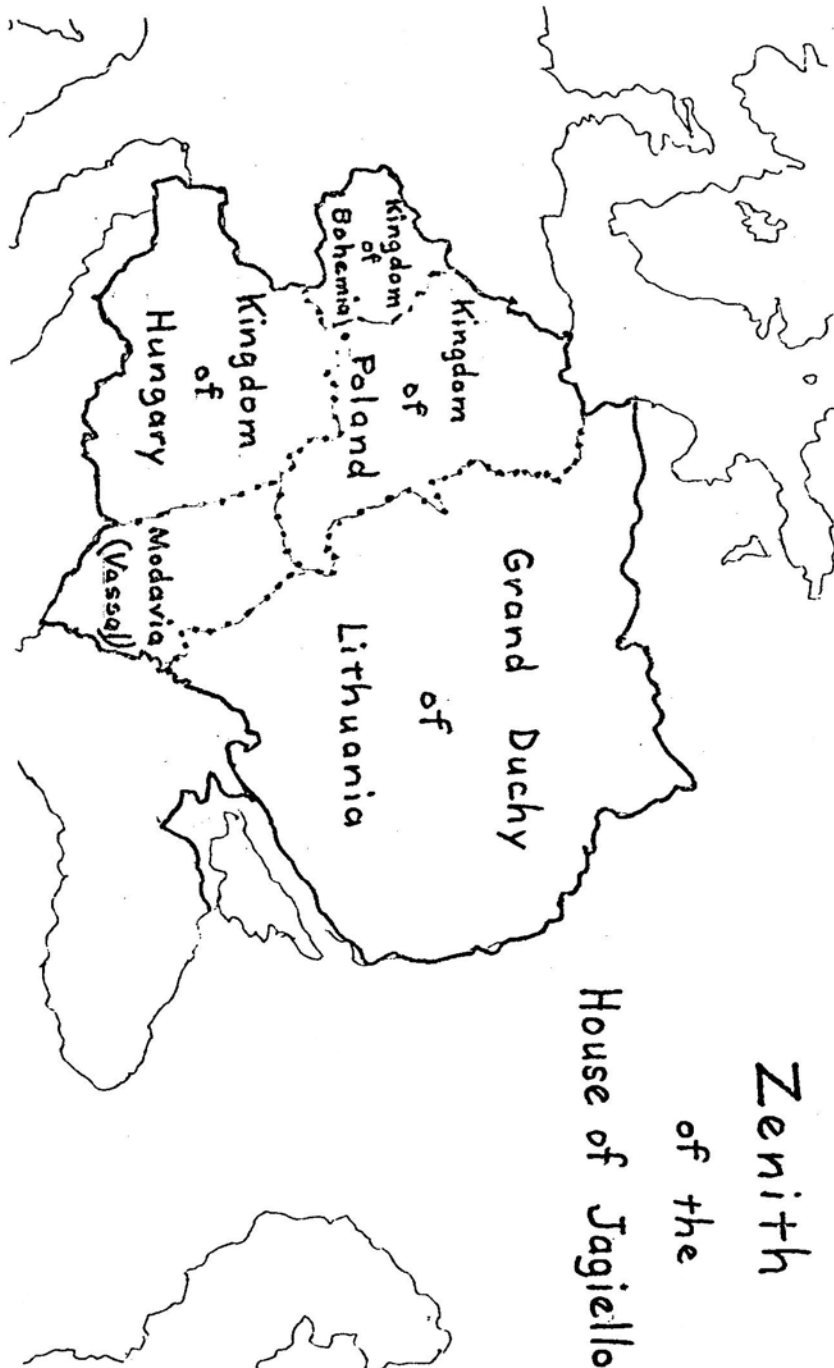 Zenith
of the
House of Jagiello
Grand Duchy
of
Lithuania
Kingdom
of
Poland
Kingdom
of
Bohemia
Kingdom
of
Hungary
Modavia
(Vassal)